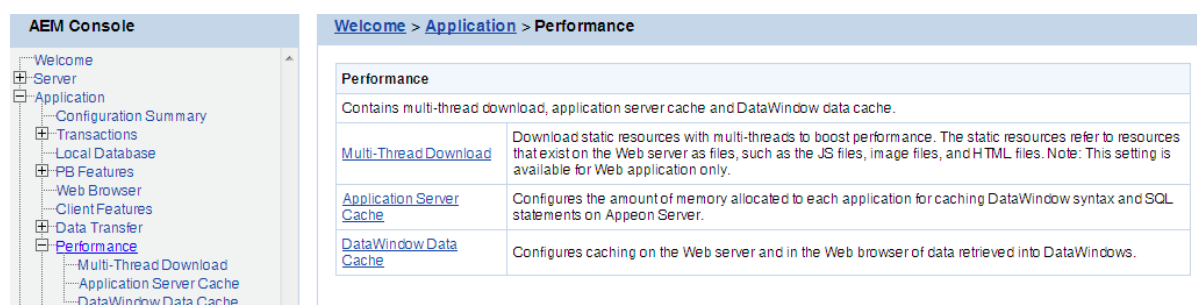 AEM Console
Welcome
Server
Application
Configuration Summary
Transactions
Local Database
PB Features
Web Browser
Client Features
Data Transfer
Performance
Multi-Thread Download
Application Server Cache
DataWindow Data Cache
Welcome > Application > Performance
Performance
Contains multi-thread download, application server cache and DataWindow data cache.
Multi-Thread Download
Download static resources with multi-threads to boost performance. The static resources refer to resources
that exist on the Web server as files, such as the JS files, image files, and HTML files. Note: This setting is
available for Web application only.
Application Server
Cache
Configures the amount of memory allocated to each application for caching DataWindow syntax and SQL
statements on Appeon Server.
DataWindow Data
Cache
Configures caching on the Web server and in the Web browser of data retrieved into DataWindows.